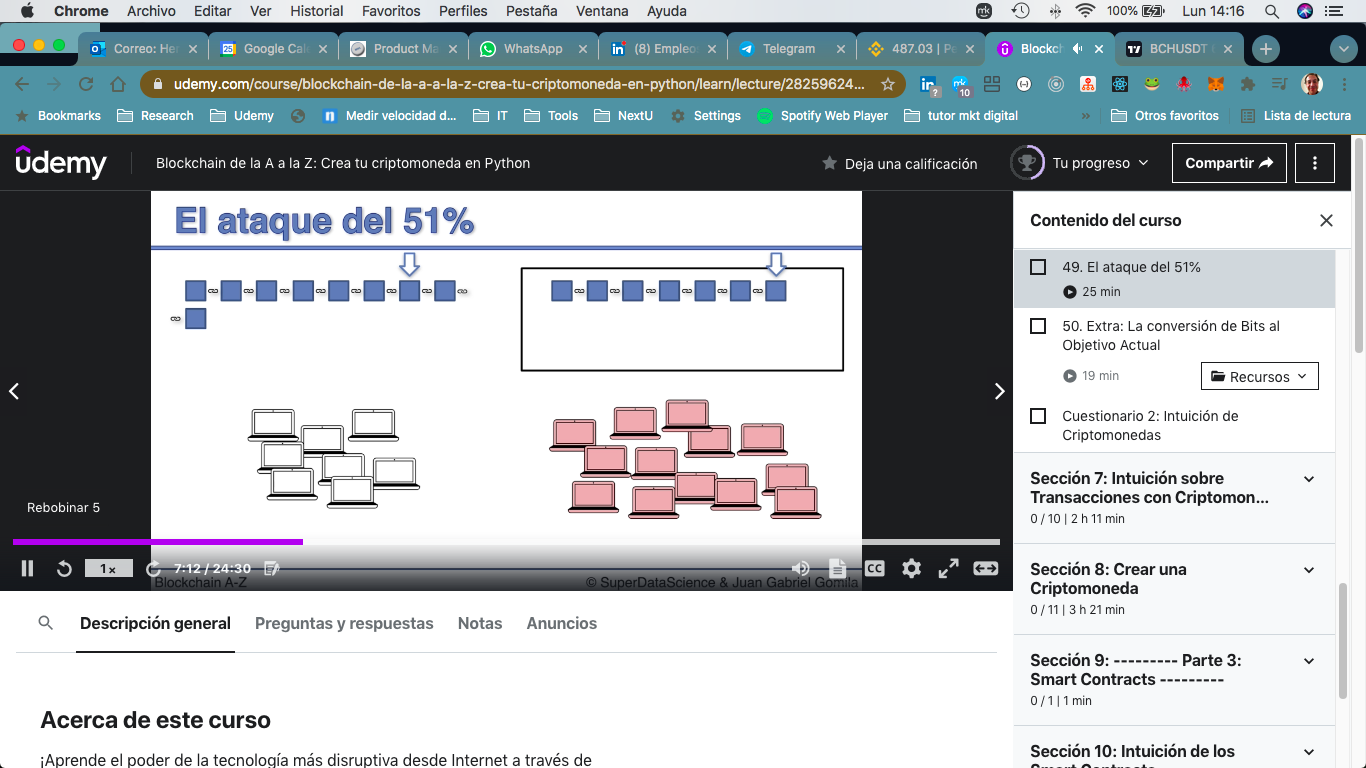 Chrome Archivo Editar Ver Historial Favoritos Perfiles Pestaña Ventana Ayuda 100% Lun 14:16
Correo: Her Google Cal 25 Product Ma WhatsApp (8) Empleo 487.03 | Pe Telegram Blockch BCHUSDT
udemy.com/course/blockchain-de-la-a-a-la-z-crea-tu-criptomoneda-en-python/learn/lecture/28259624... ? 10
Bookmarks Research Udemy Medir velocidad d... IT Tools NextU Settings Spotify Web Player tutor mkt digital » Otros favoritos Lista de lectura
udemy Blockchain de la A a la Z: Crea tu criptomoneda en Python Deja una calificación Tu progreso Compartir
El ataque del 51%
Rebobinar 5
1x 7:12 / 24:30 CC
Blockchain A-Z © SuperDataScience & Juan Gabriel Gomila
Contenido del curso
49. El ataque del 51%
25 min
50. Extra: La conversión de Bits al
Objetivo Actual
19 min Recursos
Cuestionario 2: Intuición de
Criptomonedas
Sección 7: Intuición sobre
Transacciones con Criptomon...
0 / 10 | 2 h 11 min
Sección 8: Crear una
Criptomoneda
0 / 11 | 3 h 21 min
Sección 9: --------- Parte 3:
Smart Contracts ---------
0 / 1 | 1 min
Sección 10: Intuición de los
Smart Contracts
Descripción general Preguntas y respuestas Notas Anuncios
Acerca de este curso
¡Aprende el poder de la tecnología más disruptiva desde Internet a través de